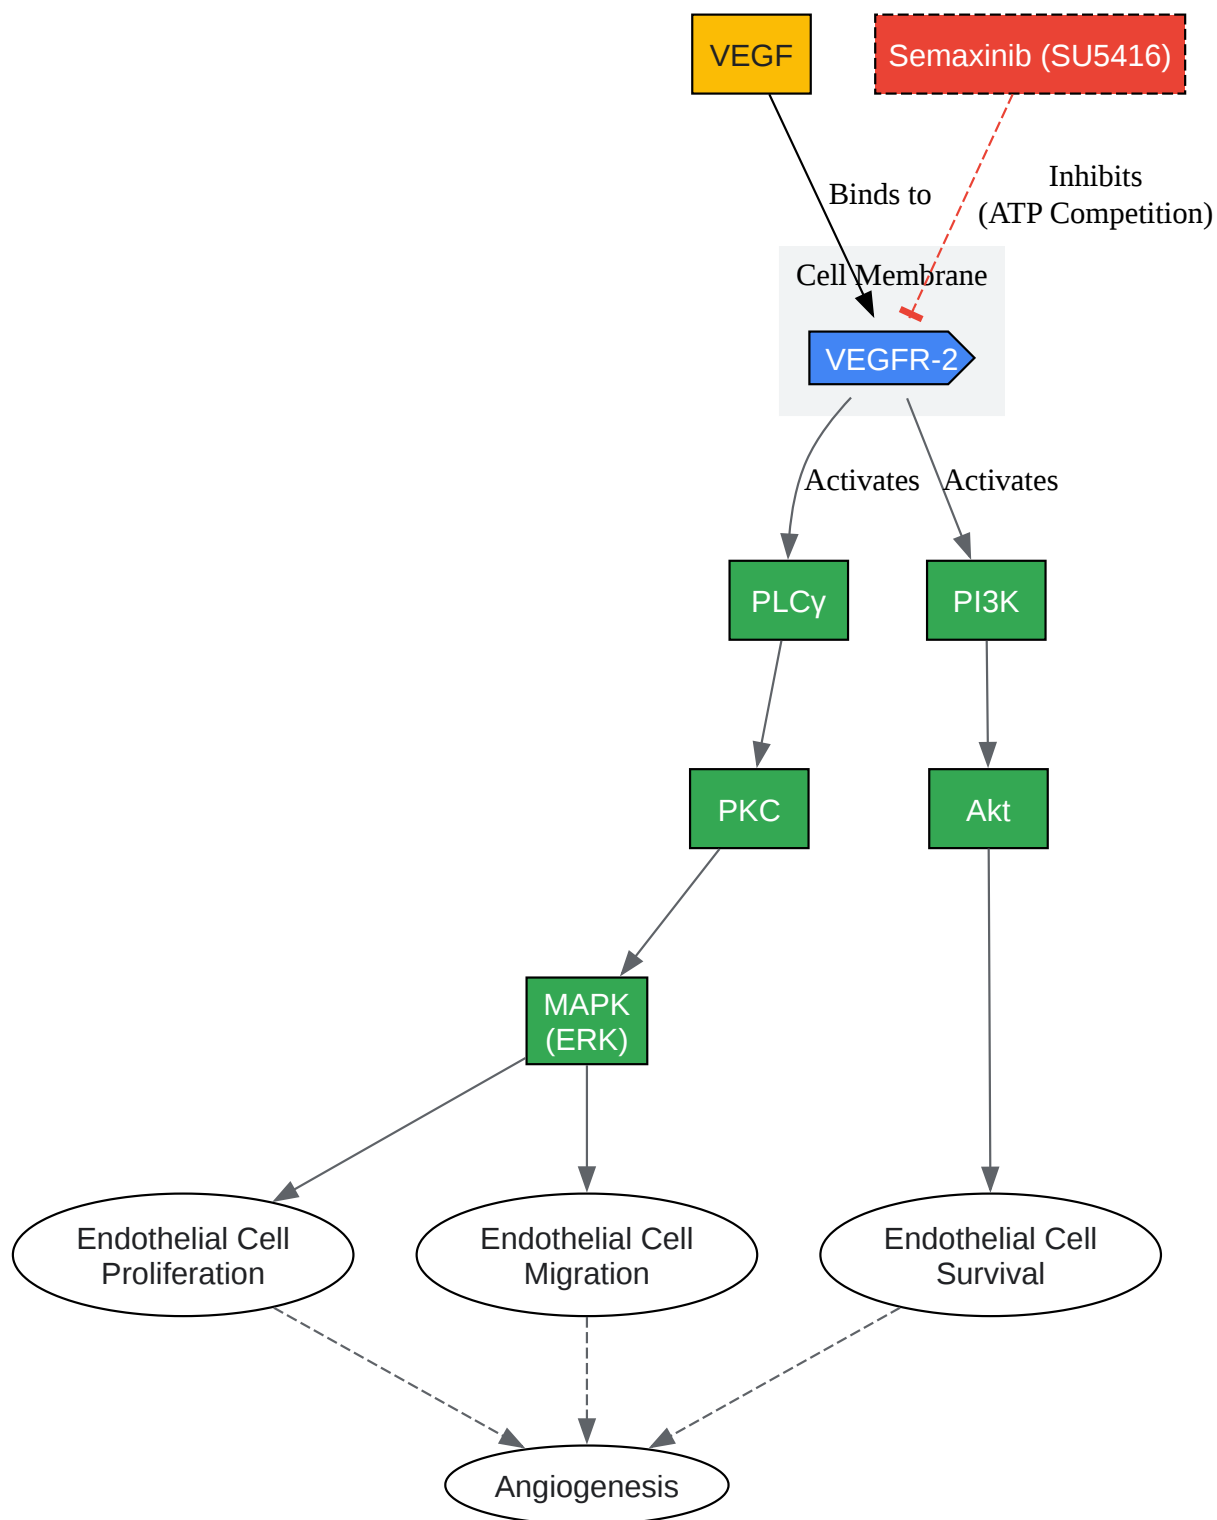 VEGF
Semaxinib (SU5416)
Binds to
Inhibits
(ATP Competition)
Cell Membrane
VEGFR-2
Activates
Activates
PLCγ
PI3K
PKC
Akt
MAPK
(ERK)
Endothelial Cell
Proliferation
Endothelial Cell
Migration
Endothelial Cell
Survival
Angiogenesis